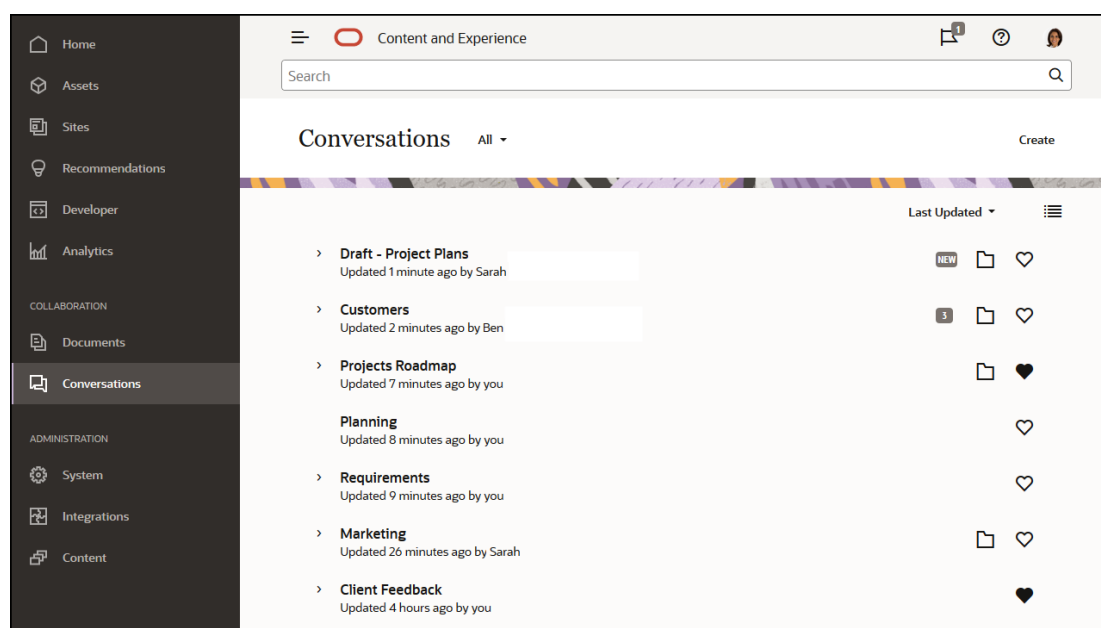 Home
Assets
Sites
Recommendations
Developer
Analytics
COLLABORATION
Documents
Conversations
ADMINISTRATION
System
Integrations
Content
Content and Experience
1
Search
Conversations All
Create
Last Updated
Draft - Project Plans
Updated 1 minute ago by Sarah
NEW
Customers
Updated 2 minutes ago by Ben
3
Projects Roadmap
Updated 7 minutes ago by you
Planning
Updated 8 minutes ago by you
Requirements
Updated 9 minutes ago by you
Marketing
Updated 26 minutes ago by Sarah
Client Feedback
Updated 4 hours ago by you